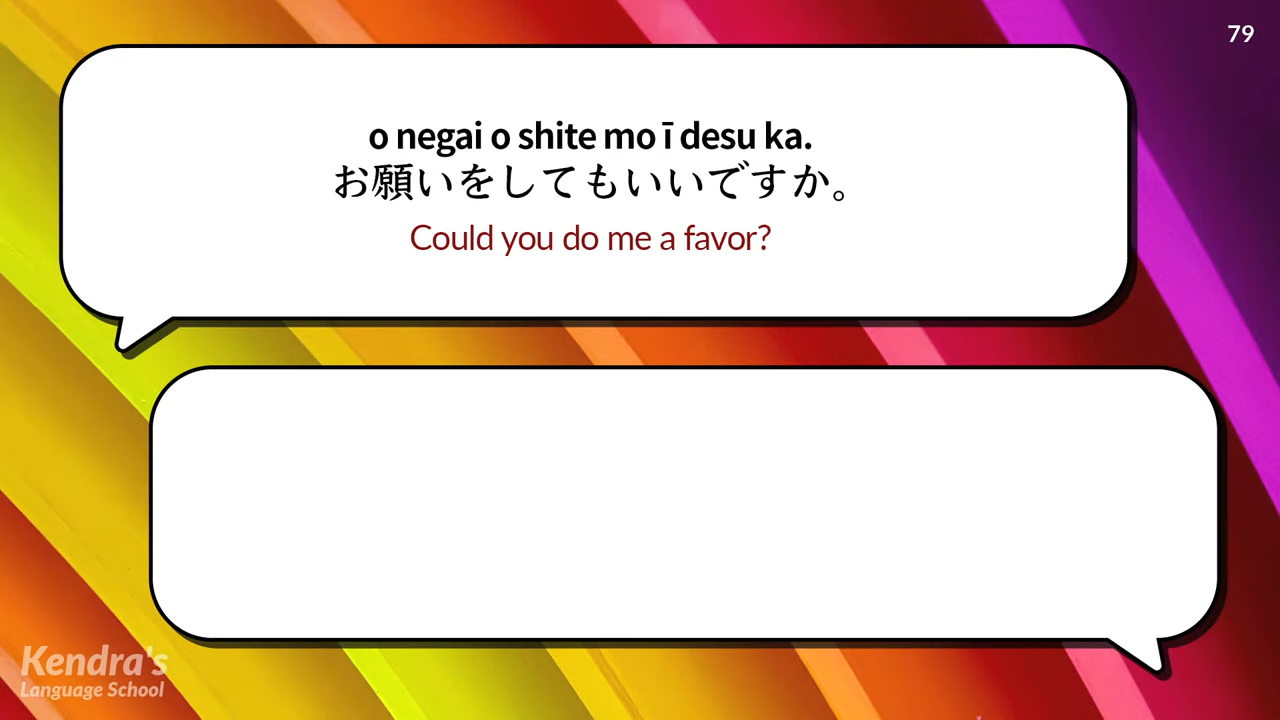 79
o negai o shite mo ī desu ka.
お願いをしてもいいですか。
Could you do me a favor?
Kendra's
Language School